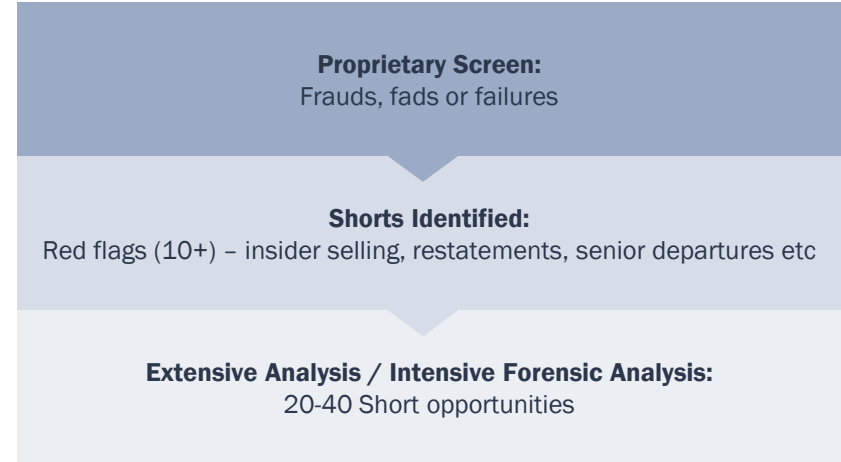 Proprietary Screen:
Frauds, fads or failures
Shorts Identified:
Red flags (10+) – insider selling, restatements, senior departures etc
Extensive Analysis / Intensive Forensic Analysis:
20-40 Short opportunities